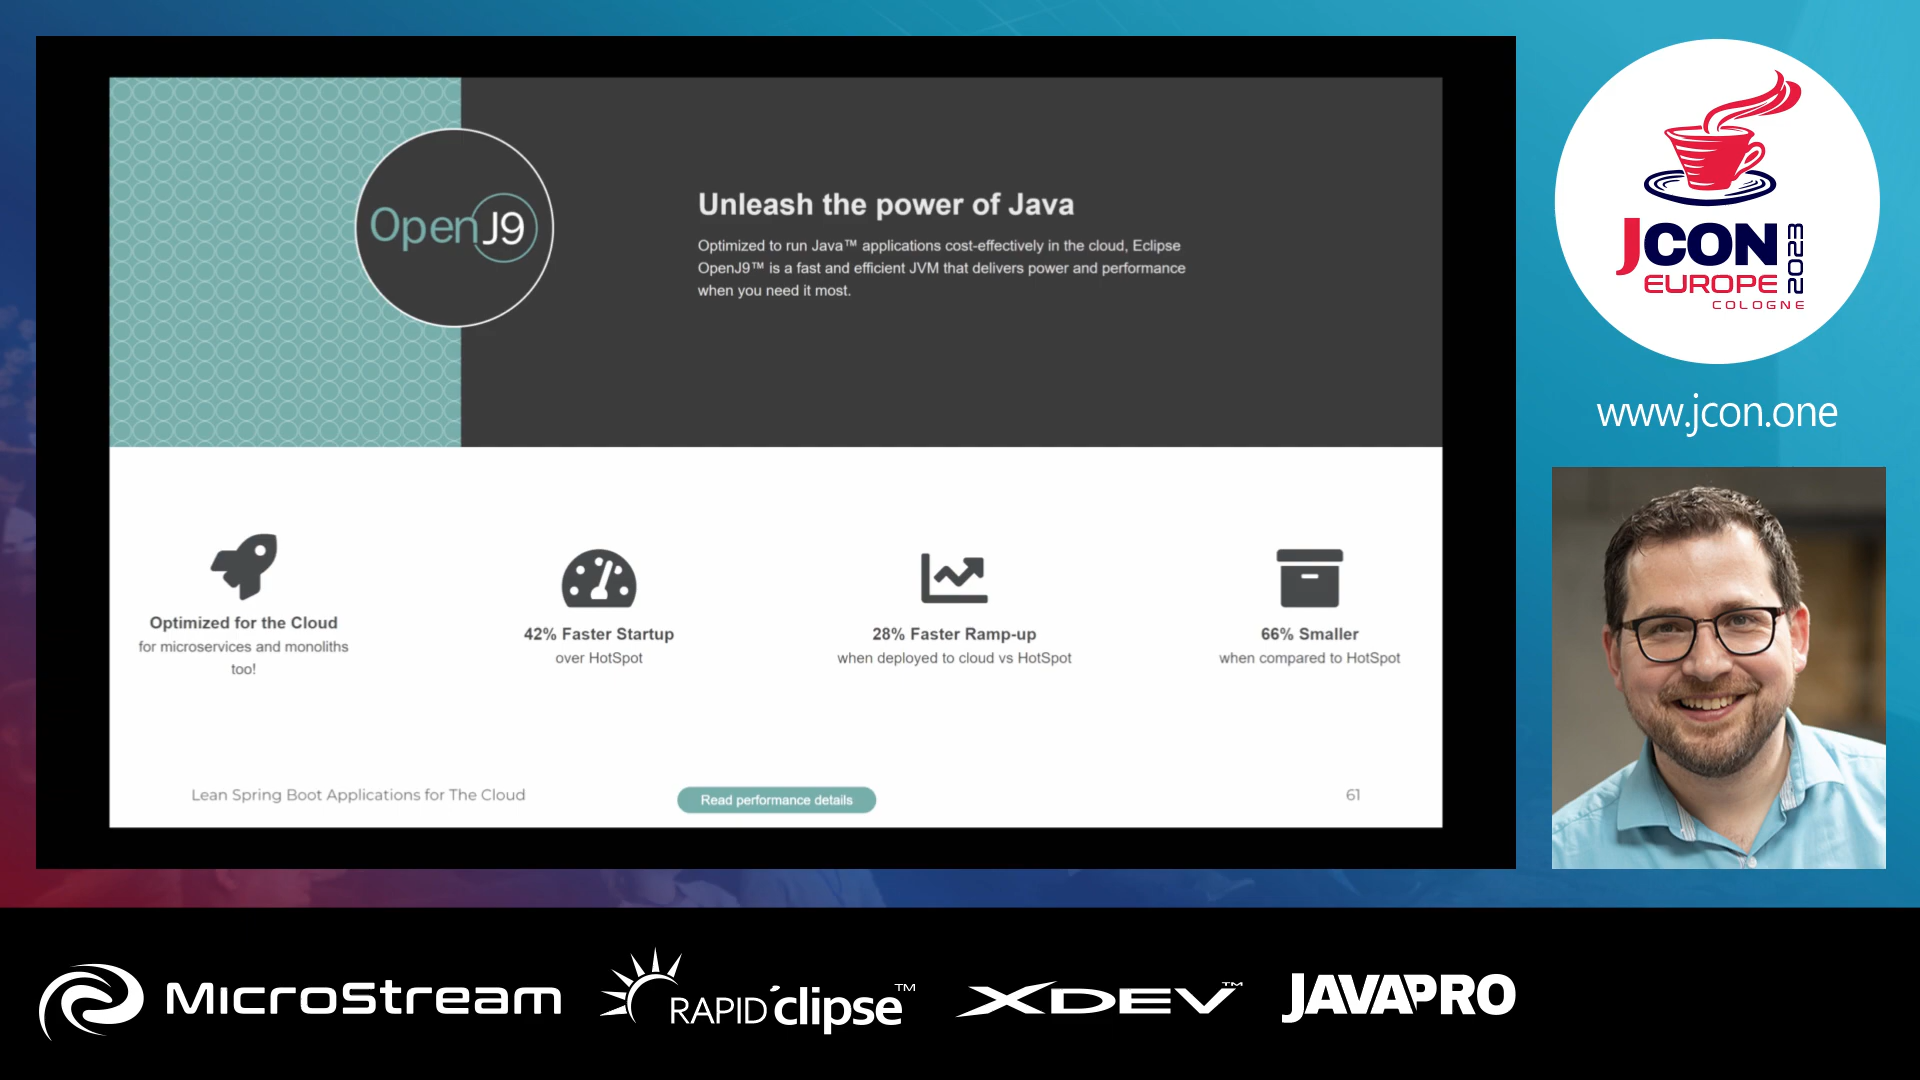 OpenJ9
Unleash the power of Java
Optimized to run Java™ applications cost-effectively in the cloud, Eclipse
OpenJ9™ is a fast and efficient JVM that delivers power and performance
when you need it most.
Optimized for the Cloud
for microservices and monoliths
too!
42% Faster Startup
over HotSpot
28% Faster Ramp-up
when deployed to cloud vs HotSpot
66% Smaller
when compared to HotSpot
Lean Spring Boot Applications for The Cloud
Read performance details
61
JCON
EUROPE
2023
COLOGNE
www.jcon.one
MicroStream
RAPID clipse™
XDEV™
JAVAPRO